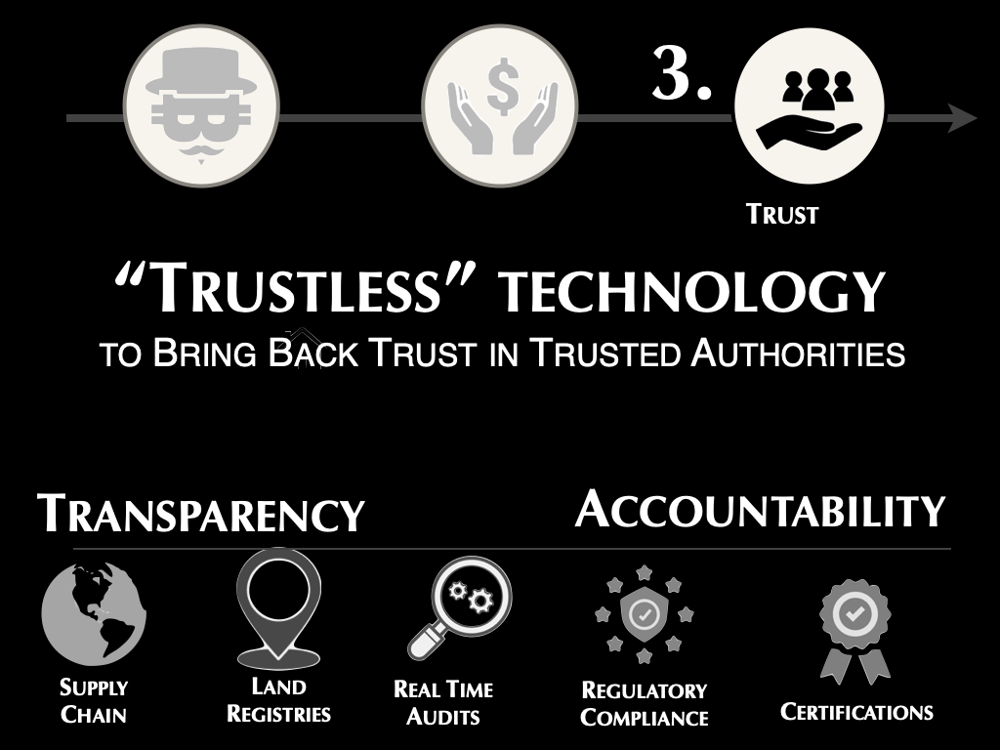 3.
$
TRUST
“TRUSTLESS” TECHNOLOGY
TO BRING BACK TRUST IN TRUSTED AUTHORITIES
TRANSPARENCY
ACCOUNTABILITY
SUPPLY
CHAIN
LAND
REGISTRIES
REAL TIME
AUDITS
REGULATORY
COMPLIANCE
CERTIFICATIONS